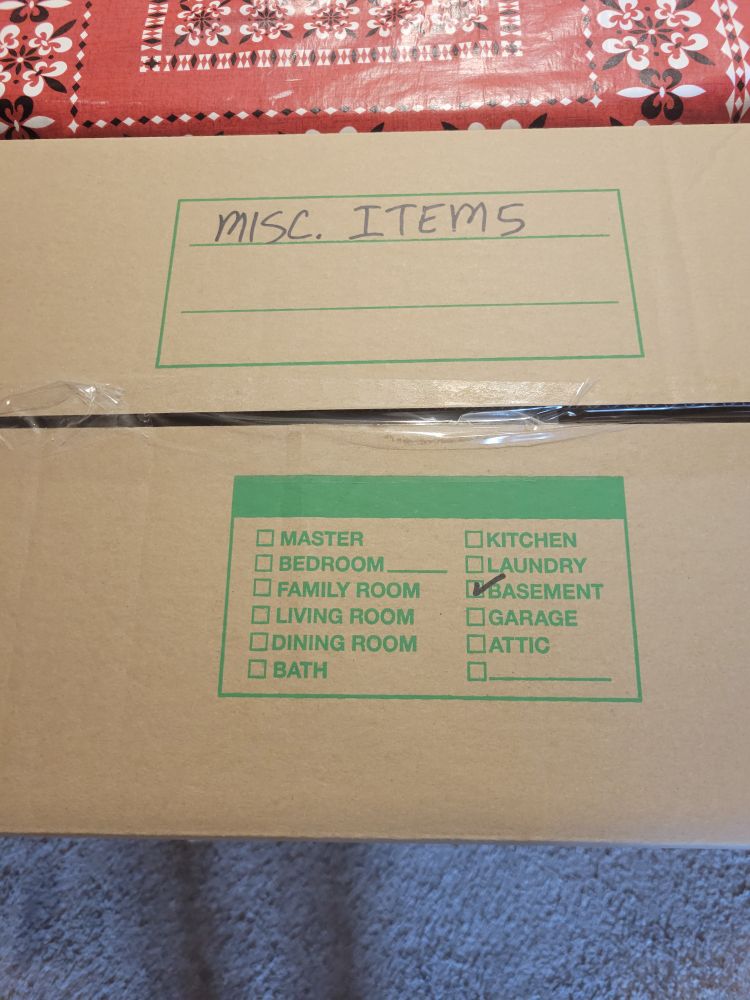 MISC. ITEMS
MASTER
BEDROOM
FAMILY ROOM
LIVING ROOM
DINING ROOM
BATH
KITCHEN
LAUNDRY
BASEMENT
GARAGE
ATTIC